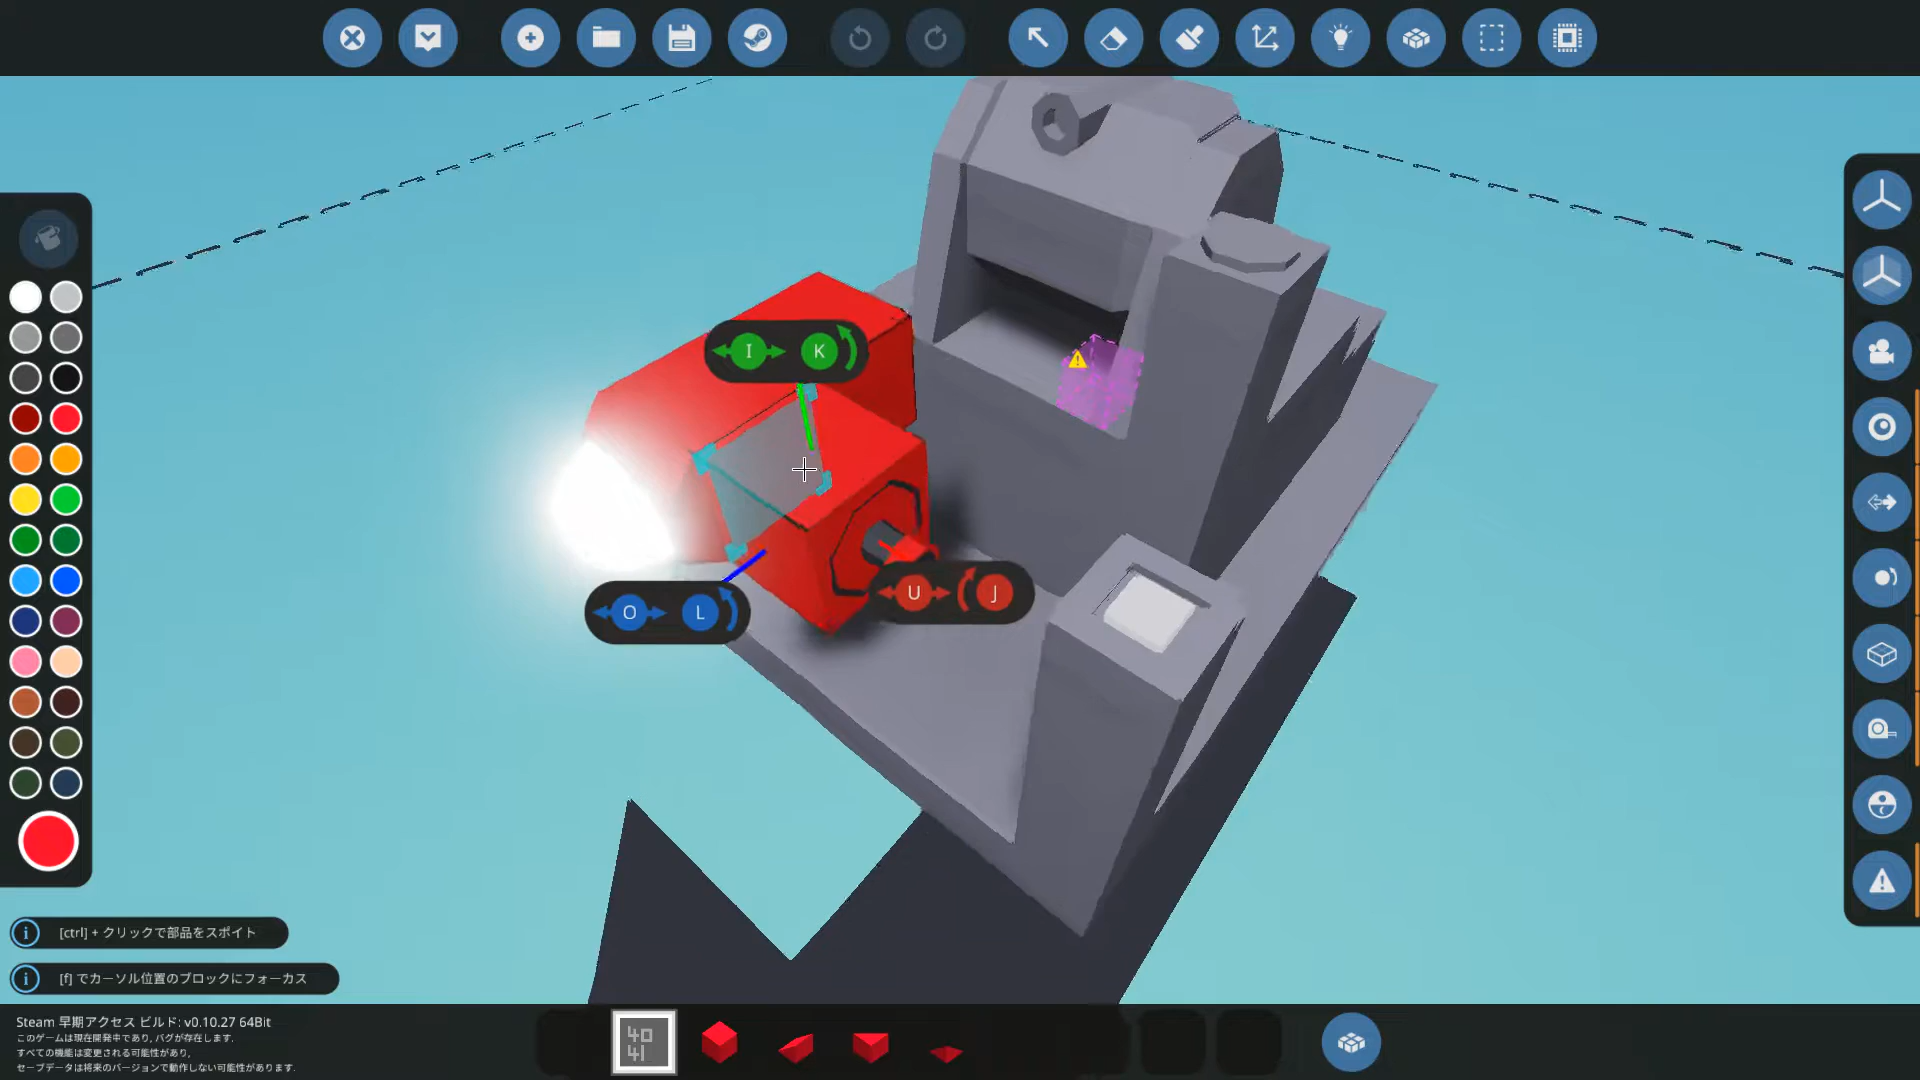 I K
O L
U J
[ctrl] + クリックで部品をスポイト
[f] でカーソル位置のブロックにフォーカス
Steam 早期アクセス ビルド: v0.10.27 64Bit
このゲームは現在開発中であり, バグが存在します.
すべての機能は変更される可能性があり,
セーブデータは将来のバージョンで動作しない可能性があります.
40
41